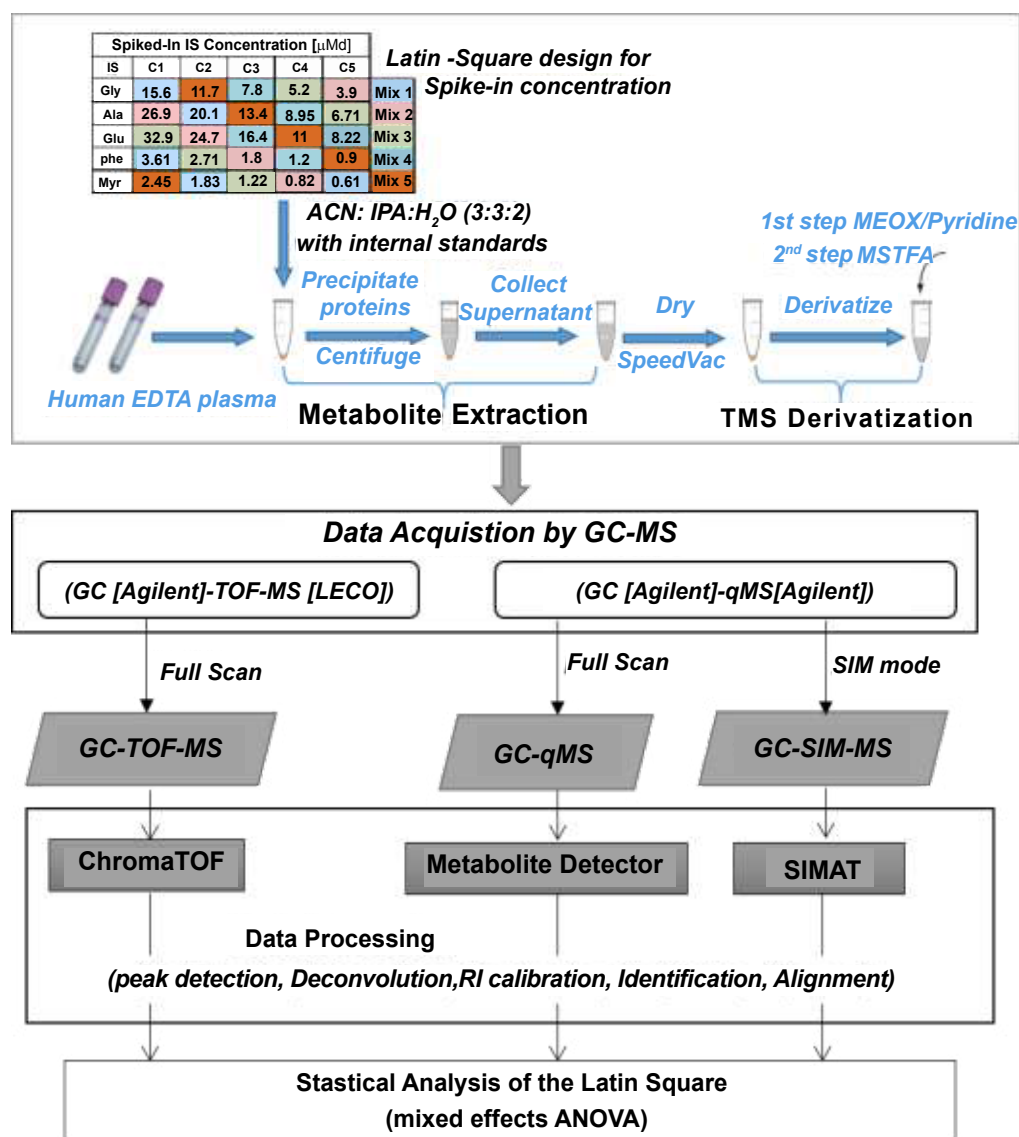 Spiked-In IS Concentration [μMd]
IS C1 C2 C3 C4 C5
Gly 15.6 11.7 7.8 5.2 3.9 Mix 1
Ala 26.9 20.1 13.4 8.95 6.71 Mix 2
Glu 32.9 24.7 16.4 11 8.22 Mix 3
phe 3.61 2.71 1.8 1.2 0.9 Mix 4
Myr 2.45 1.83 1.22 0.82 0.61 Mix 5
Latin -Square design for
Spike-in concentration
ACN: IPA:H₂O (3:3:2)
with internal standards
1st step MEOX/Pyridine
2ⁿᵈ step MSTFA
Precipitate
proteins
Centifuge
Collect
Supernatant
Dry
SpeedVac
Derivatize
Human EDTA plasma
Metabolite Extraction
TMS Derivatization
Data Acquistion by GC-MS
(GC [Agilent]-TOF-MS [LECO])
(GC [Agilent]-qMS[Agilent])
Full Scan
Full Scan
SIM mode
GC-TOF-MS
GC-qMS
GC-SIM-MS
ChromaTOF
Metabolite Detector
SIMAT
Data Processing
(peak detection, Deconvolution,RI calibration, Identification, Alignment)
Stastical Analysis of the Latin Square
(mixed effects ANOVA)